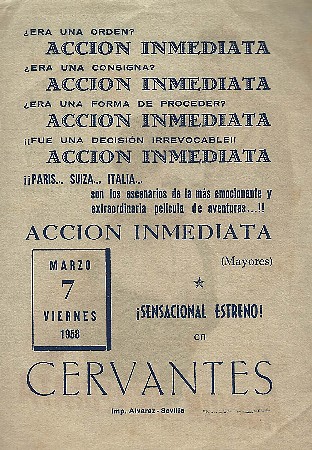 ¿ERA UNA ORDEN?
ACCION INMEDIATA
¿ERA UNA CONSIGNA?
ACCION INMEDIATA
¿ERA UNA FORMA DE PROCEDER?
ACCION INMEDIATA
¡¡FUE UNA DECISIÓN IRREVOCABLE!!
ACCION INMEDIATA
¡¡PARIS... SUIZA... ITALIA...
son los escenarios de la más emocionante y
extraordinaria película de aventuras...!!
ACCION INMEDIATA
(Mayores)
MARZO
7
VIERNES
1958
¡SENSACIONAL ESTRENO!
en
CERVANTES
Imp. Alvarez - Sevilla